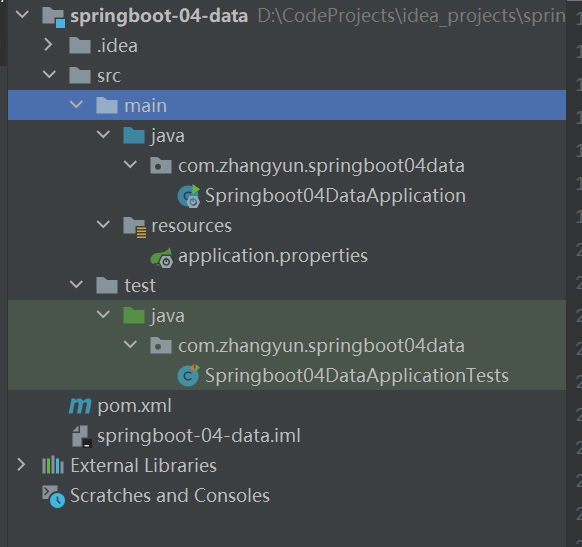 springboot-04-data D:\CodeProjects\idea_projects\sprin
.idea
src
main
java
com.zhangyun.springboot04data
Springboot04DataApplication
resources
application.properties
test
java
com.zhangyun.springboot04data
Springboot04DataApplicationTests
pom.xml
springboot-04-data.iml
External Libraries
Scratches and Consoles